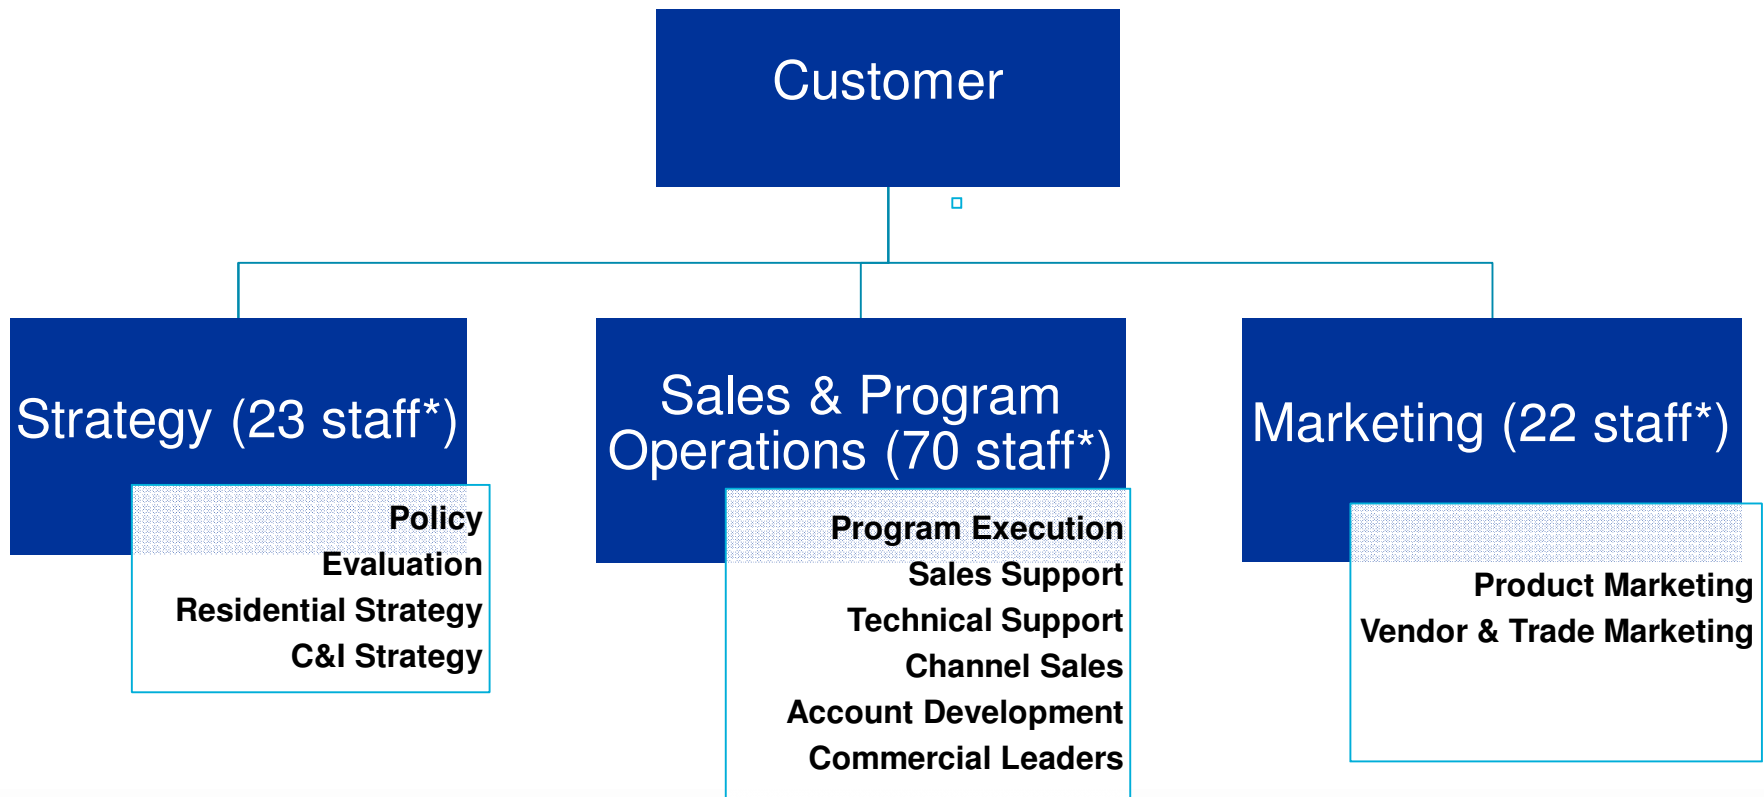 Customer
Strategy (23 staff*)
Policy
Evaluation
Residential Strategy
C&I Strategy
Sales & Program
Operations (70 staff*)
Program Execution
Sales Support
Technical Support
Channel Sales
Account Development
Commercial Leaders
Marketing (22 staff*)
Product Marketing
Vendor & Trade Marketing